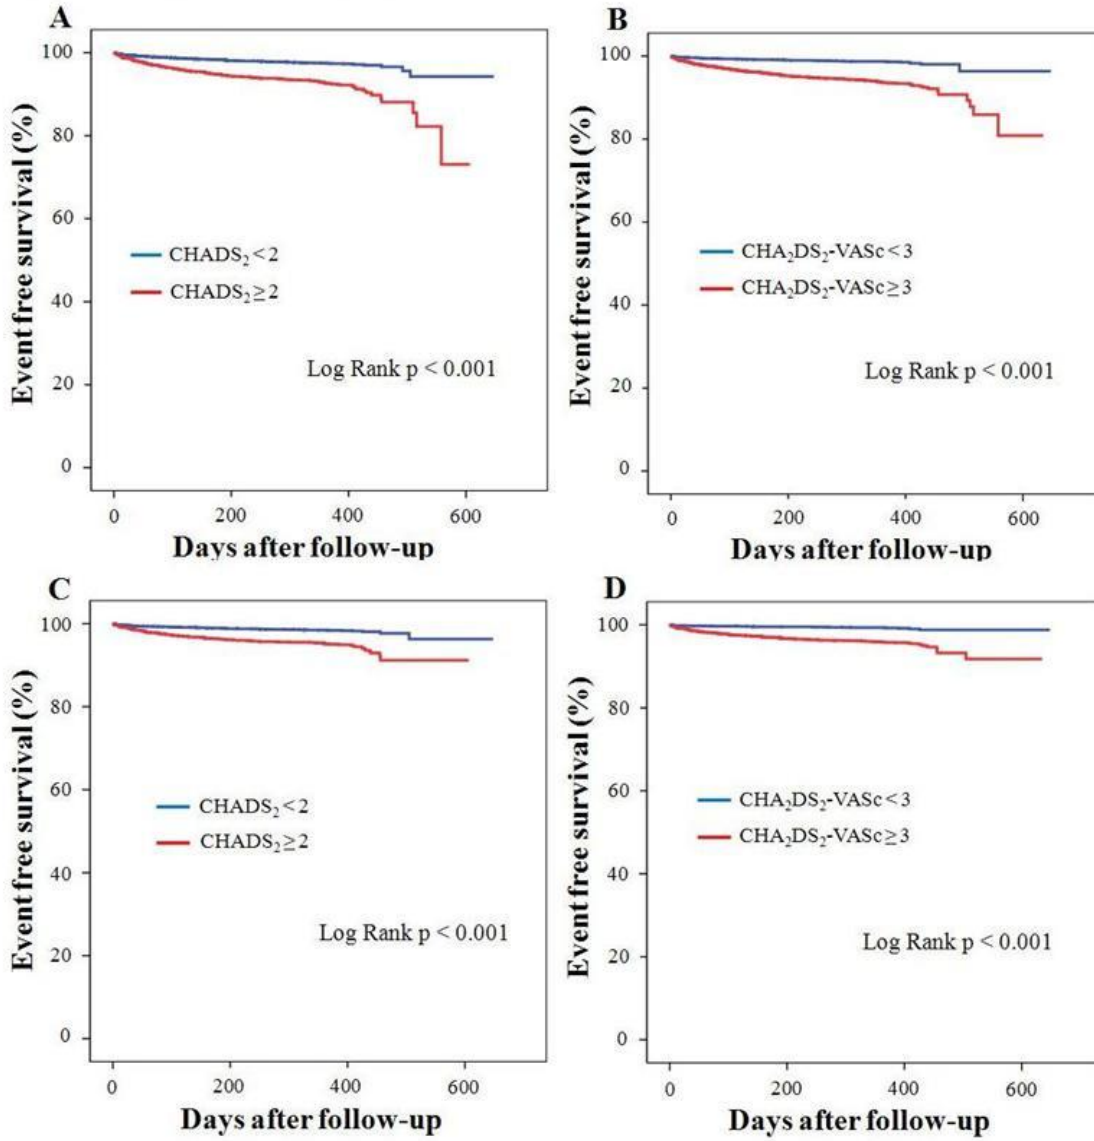 A
Event free survival (%)
100
80
60
40
20
0
CHADS₂ < 2
CHADS₂ ≥ 2
Log Rank p < 0.001
0 200 400 600
Days after follow-up
B
Event free survival (%)
100
80
60
40
20
0
CHA₂DS₂-VASc < 3
CHA₂DS₂-VASc ≥ 3
Log Rank p < 0.001
0 200 400 600
Days after follow-up
C
Event free survival (%)
100
80
60
40
20
0
CHADS₂ < 2
CHADS₂ ≥ 2
Log Rank p < 0.001
0 200 400 600
Days after follow-up
D
Event free survival (%)
100
80
60
40
20
0
CHA₂DS₂-VASc < 3
CHA₂DS₂-VASc ≥ 3
Log Rank p < 0.001
0 200 400 600
Days after follow-up